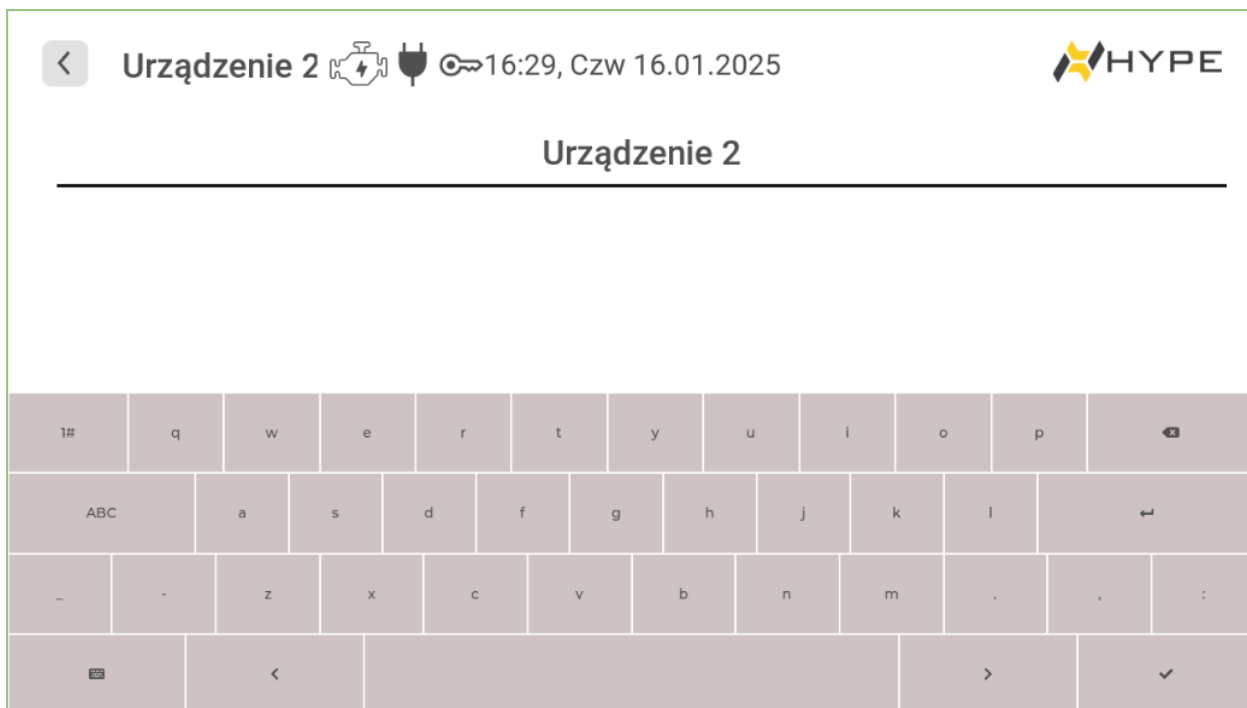 Urządzenie 2 16:29, Czw 16.01.2025 HYPE
Urządzenie 2
1# q w e r t y u i o p
ABC a s d f g h j k l
_ - z x c v b n m . , :
< >